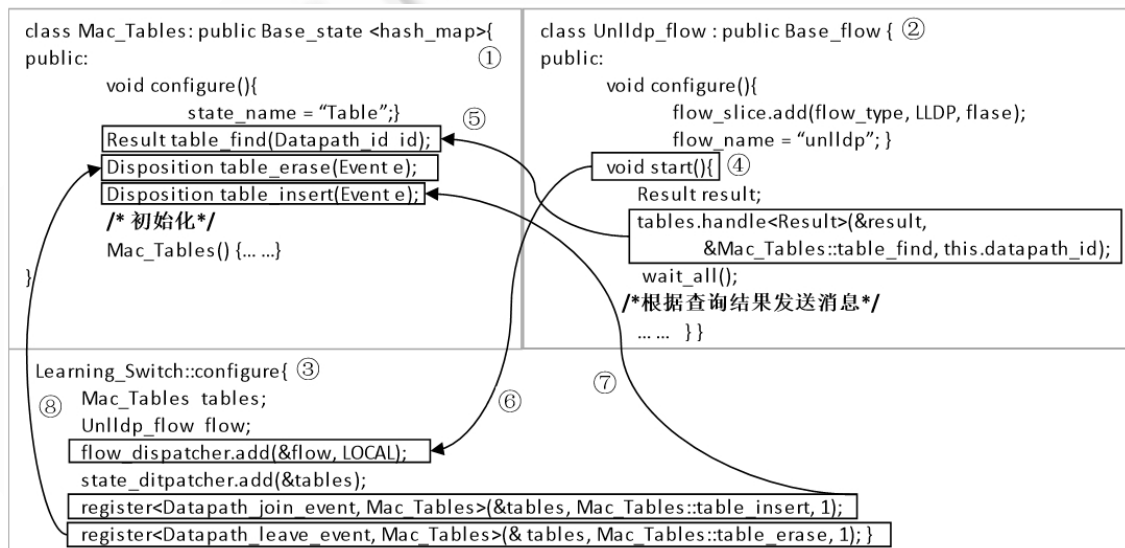 class Mac_Tables: public Base_state <hash_map>{
public:
①
void configure(){
state_name = “Table”;}
⑤
Result table_find(Datapath_id id);
Disposition table_erase(Event e);
Disposition table_insert(Event e);
/* 初始化*/
Mac_Tables() {... ...}
}
class Unlldp_flow : public Base_flow { ②
public:
void configure(){
flow_slice.add(flow_type, LLDP, flase);
flow_name = “unlldp”; }
void start(){ ④
Result result;
tables.handle<Result>(&result,
&Mac_Tables::table_find, this.datapath_id);
wait_all();
/*根据查询结果发送消息*/
... ... } }
Learning_Switch::configure{ ③
⑦
⑧
Mac_Tables tables;
⑥
Unlldp_flow flow;
flow_dispatcher.add(&flow, LOCAL);
state_ditpatcher.add(&tables);
register<Datapath_join_event, Mac_Tables>(&tables, Mac_Tables::table_insert, 1);
register<Datapath_leave_event, Mac_Tables>(& tables, Mac_Tables::table_erase, 1); }